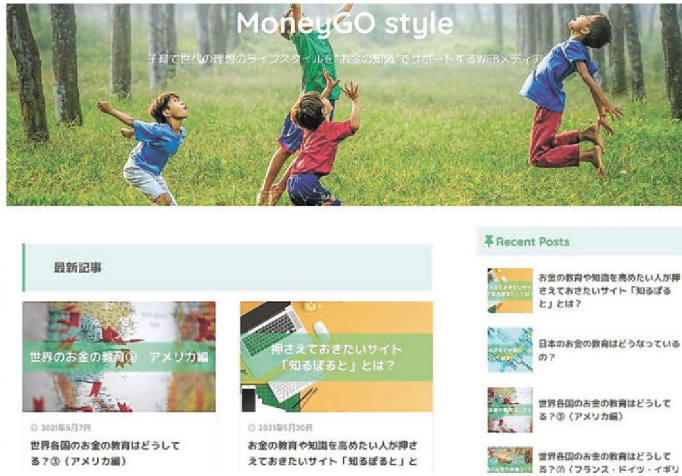 MoneyGO style
子育て世代の理想のライフスタイルを"お金の知識"でサポートするWEBメディア
最新記事
世界のお金の教育③ アメリカ編
2021年5月7日
世界各国のお金の教育はどうして
る？③（アメリカ編）
押さえておきたいサイト
「知るぽると」とは？
2021年5月20日
お金の教育や知識を高めたい人が押さ
えておきたいサイト「知るぽると」と
Recent Posts
お金の教育や知識を高めたい人が押
さえておきたいサイト「知るぽる
と」とは？
日本のお金の教育はどうなっている
の？
世界各国のお金の教育はどうして
る？③（アメリカ編）
世界各国のお金の教育はどうして
る？②（フランス・ドイツ・イギリ